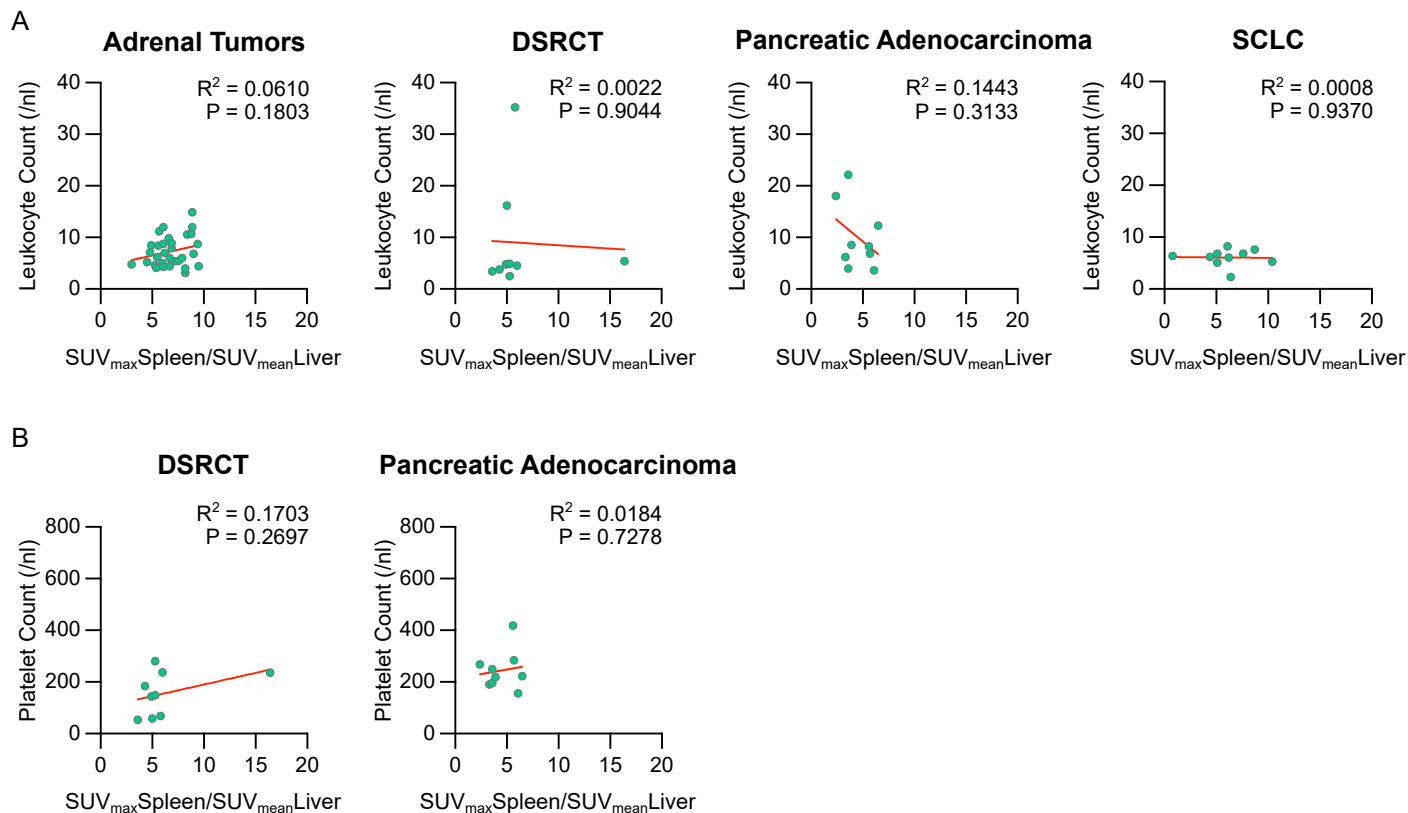 A
Adrenal Tumors
R² = 0.0610
P = 0.1803
Leukocyte Count (/nl)
40
30
20
10
0
0 5 10 15 20
SUVmaxSpleen/SUVmeanLiver
DSRCT
R² = 0.0022
P = 0.9044
Leukocyte Count (/nl)
40
30
20
10
0
0 5 10 15 20
SUVmaxSpleen/SUVmeanLiver
Pancreatic Adenocarcinoma
R² = 0.1443
P = 0.3133
Leukocyte Count (/nl)
40
30
20
10
0
0 5 10 15 20
SUVmaxSpleen/SUVmeanLiver
SCLC
R² = 0.0008
P = 0.9370
Leukocyte Count (/nl)
40
30
20
10
0
0 5 10 15 20
SUVmaxSpleen/SUVmeanLiver
B
DSRCT
R² = 0.1703
P = 0.2697
Platelet Count (/nl)
800
600
400
200
0
0 5 10 15 20
SUVmaxSpleen/SUVmeanLiver
Pancreatic Adenocarcinoma
R² = 0.0184
P = 0.7278
Platelet Count (/nl)
800
600
400
200
0
0 5 10 15 20
SUVmaxSpleen/SUVmeanLiver